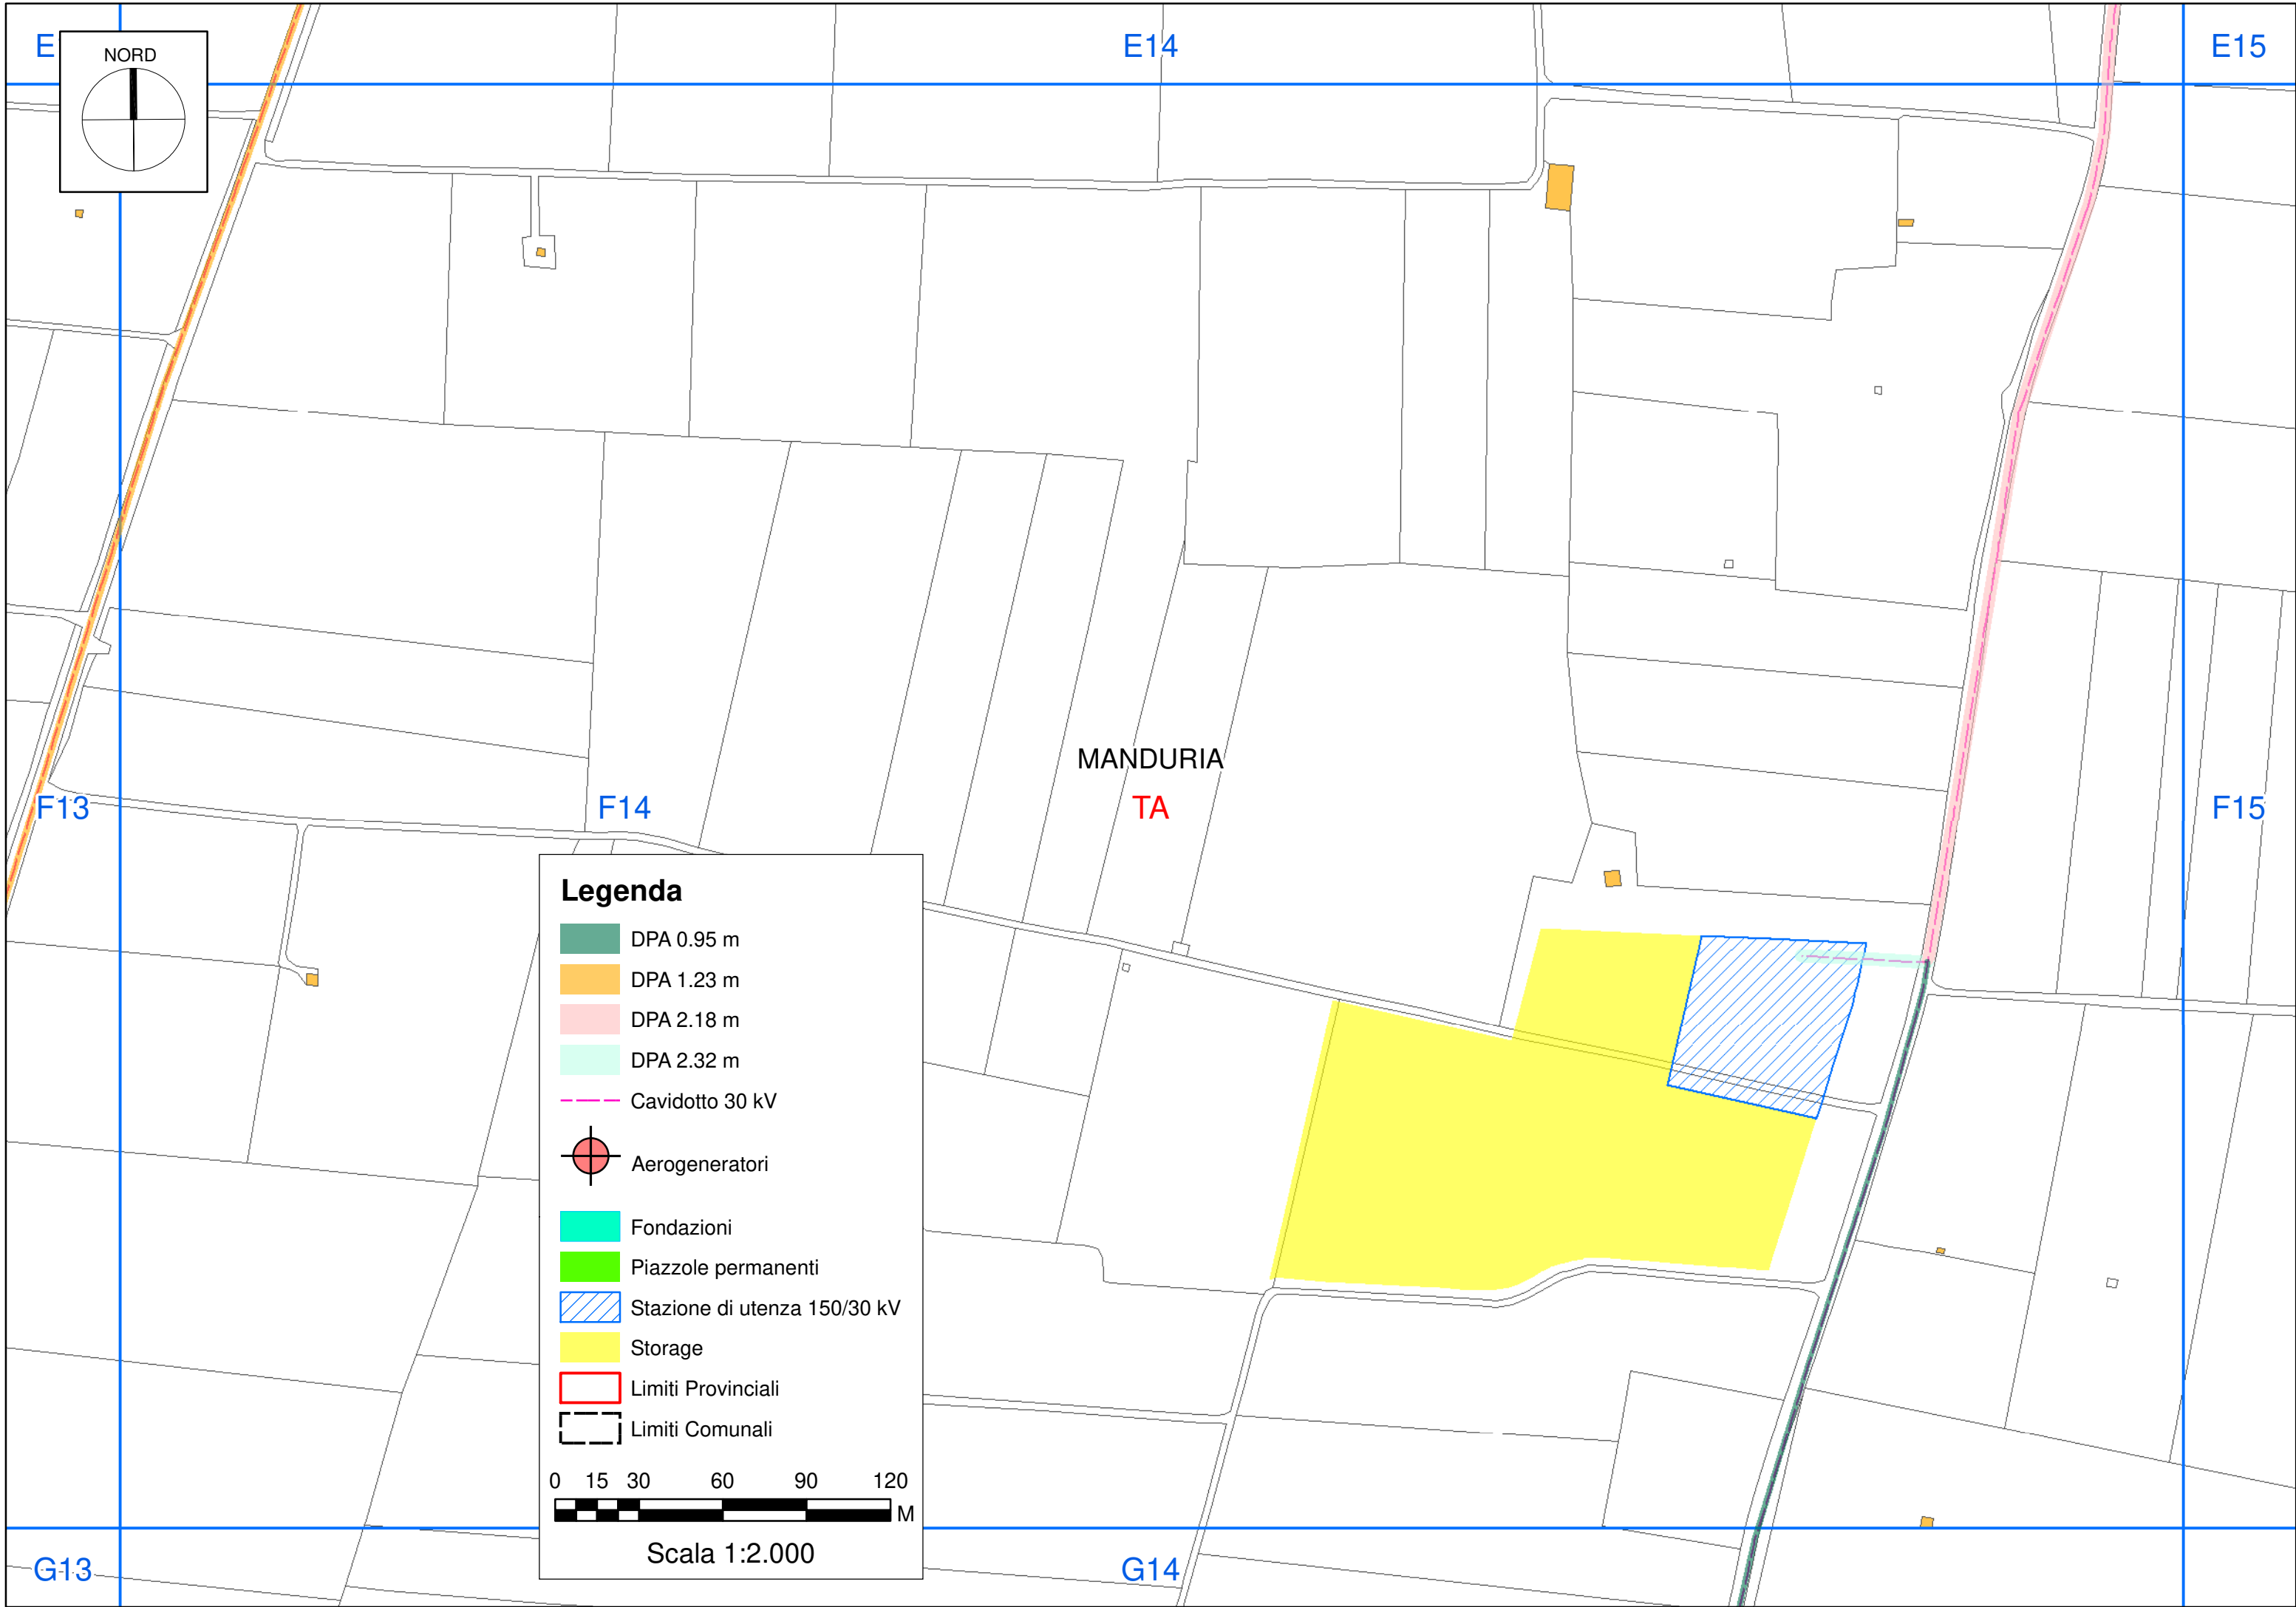 E
E14
E15
NORD
MANDURIA
TA
F13
F14
F15
Legenda
DPA 0.95 m
DPA 1.23 m
DPA 2.18 m
DPA 2.32 m
Cavidotto 30 kV
Aerogeneratori
Fondazioni
Piazzole permanenti
Stazione di utenza 150/30 kV
Storage
Limiti Provinciali
Limiti Comunali
0 15 30 60 90 120
M
Scala 1:2.000
G13
G14